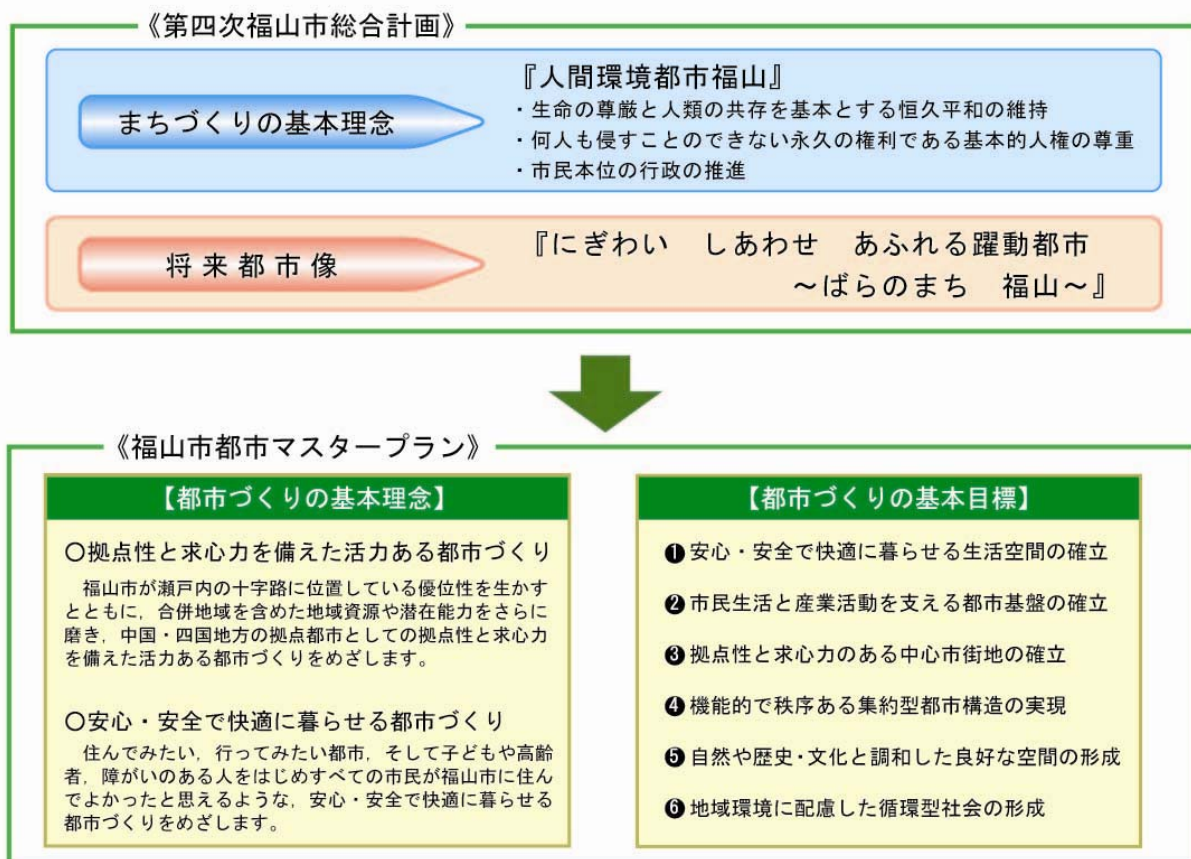 《第四次福山市総合計画》
まちづくりの基本理念
『人間環境都市福山』
・生命の尊厳と人類の共存を基本とする恒久平和の維持
・何人も侵すことのできない永久の権利である基本的人権の尊重
・市民本位の行政の推進
将来都市像
『にぎわい　しあわせ　あふれる躍動都市
～ばらのまち　福山～』
《福山市都市マスタープラン》
【都市づくりの基本理念】
○拠点性と求心力を備えた活力ある都市づくり
福山市が瀬戸内の十字路に位置している優位性を生かす
とともに，合併地域を含めた地域資源や潜在能力をさらに
磨き，中国・四国地方の拠点都市としての拠点性と求心力
を備えた活力ある都市づくりをめざします。
○安心・安全で快適に暮らせる都市づくり
住んでみたい，行ってみたい都市，そして子どもや高齢
者，障がいのある人をはじめすべての市民が福山市に住ん
でよかったと思えるような，安心・安全で快適に暮らせる
都市づくりをめざします。
【都市づくりの基本目標】
❶安心・安全で快適に暮らせる生活空間の確立
❷市民生活と産業活動を支える都市基盤の確立
❸拠点性と求心力のある中心市街地の確立
❹機能的で秩序ある集約型都市構造の実現
❺自然や歴史・文化と調和した良好な空間の形成
❻地域環境に配慮した循環型社会の形成